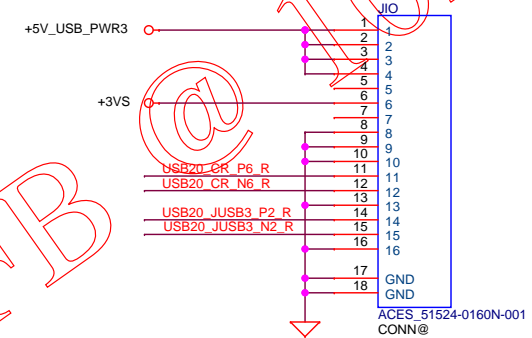 JIO
+5V_USB_PWR3
1 1
2 2
3 3
4 4
5 5
+3VS
6 6
7 7
8 8
9 9
10 10
USB20_CR_P6_R 11 11
USB20_CR_N6_R 12 12
13 13
USB20_JUSB3_P2_R 14 14
USB20_JUSB3_N2_R 15 15
16 16
17 GND
18 GND
ACES_51524-0160N-001
CONN@